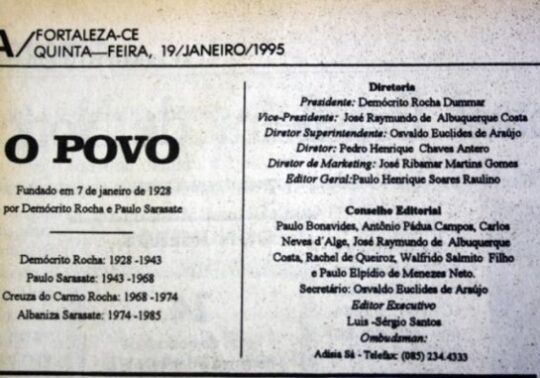 A/FORTALEZA-CE
QUINTA—FEIRA, 19/JANEIRO/1995
O POVO
Fundado em 7 de janeiro de 1928
por Demócrito Rocha e Paulo Sarasate
Demócrito Rocha: 1928 -1943
Paulo Sarasate: 1943 -1968
Creuza do Carmo Rocha: 1968 -1974
Albaniza Sarasate: 1974 -1985
Diretoria
Presidente: Demócrito Rocha Dummar
Vice-Presidente: José Raymundo de Albuquerque Costa
Diretor Superintendente: Osvaldo Euclides de Araújo
Diretor: Pedro Henrique Chaves Antero
Diretor de Marketing: José Ribamar Martins Gomes
Editor Geral:Paulo Henrique Soares Raulino
Conselho Editorial
Paulo Bonavides, Antônio Pádua Campos, Carlos
Neves d'Alge, José Raymundo de Albuquerque
Costa, Rachel de Queiroz, Walfrido Salmito Filho
e Paulo Elpídio de Menezes Neto.
Secretário: Osvaldo Euclides de Araújo
Editor Executivo
Luis -Sérgio Santos
Ombudsman:
Adísia Sá - Telefax: (085) 234.4333